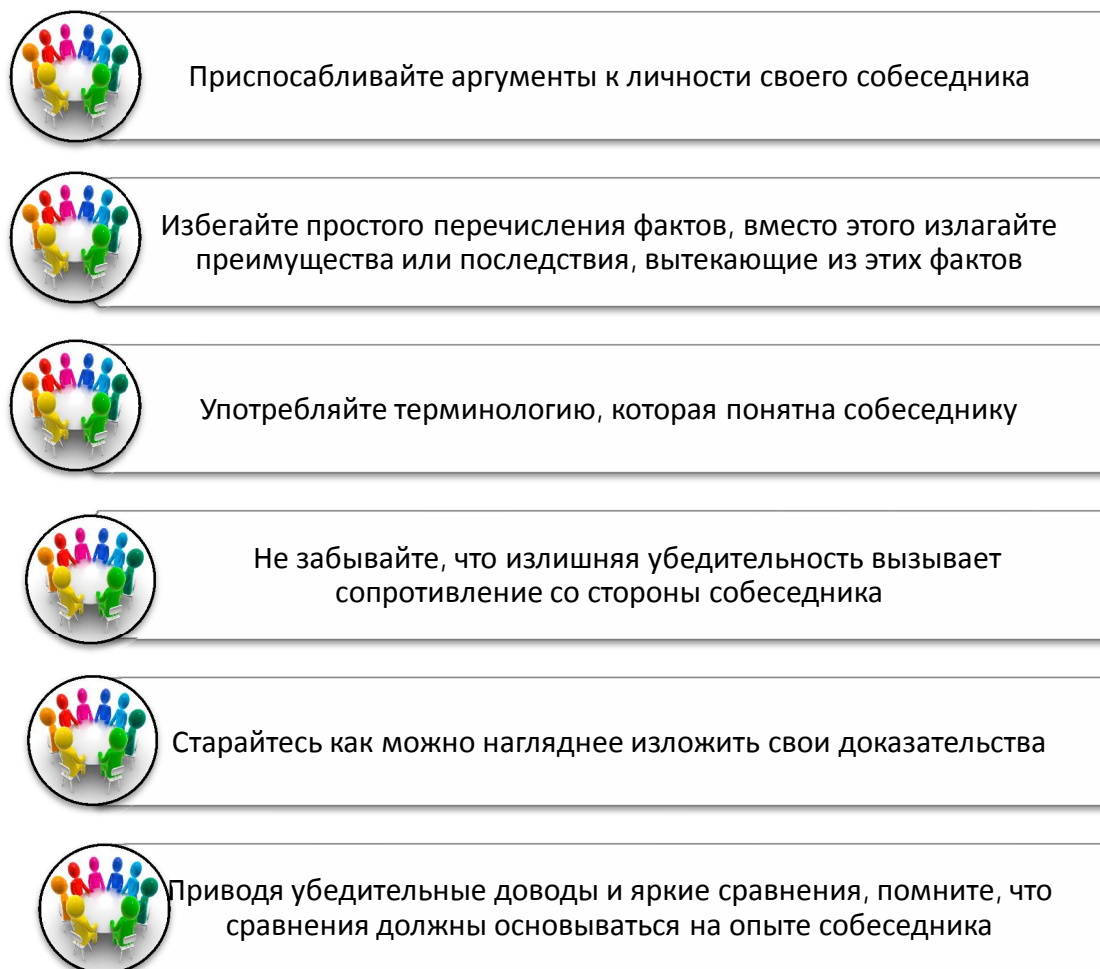 Приспосабливайте аргументы к личности своего собеседника
Избегайте простого перечисления фактов, вместо этого излагайте
преимущества или последствия, вытекающие из этих фактов
Употребляйте терминологию, которая понятна собеседнику
Не забывайте, что излишняя убедительность вызывает
сопротивление со стороны собеседника
Старайтесь как можно нагляднее изложить свои доказательства
Приводя убедительные доводы и яркие сравнения, помните, что
сравнения должны основываться на опыте собеседника